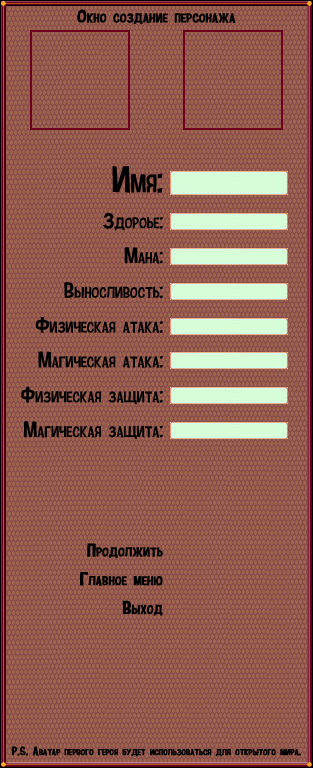 Окно создание персонажа
Имя:
Здороье:
Мана:
Выносливость:
Физическая атака:
Магическая атака:
Физическая защита:
Магическая защита:
Продолжить
Главное меню
Выход
P.S. Аватар первого героя будет использоваться для открытого мира.